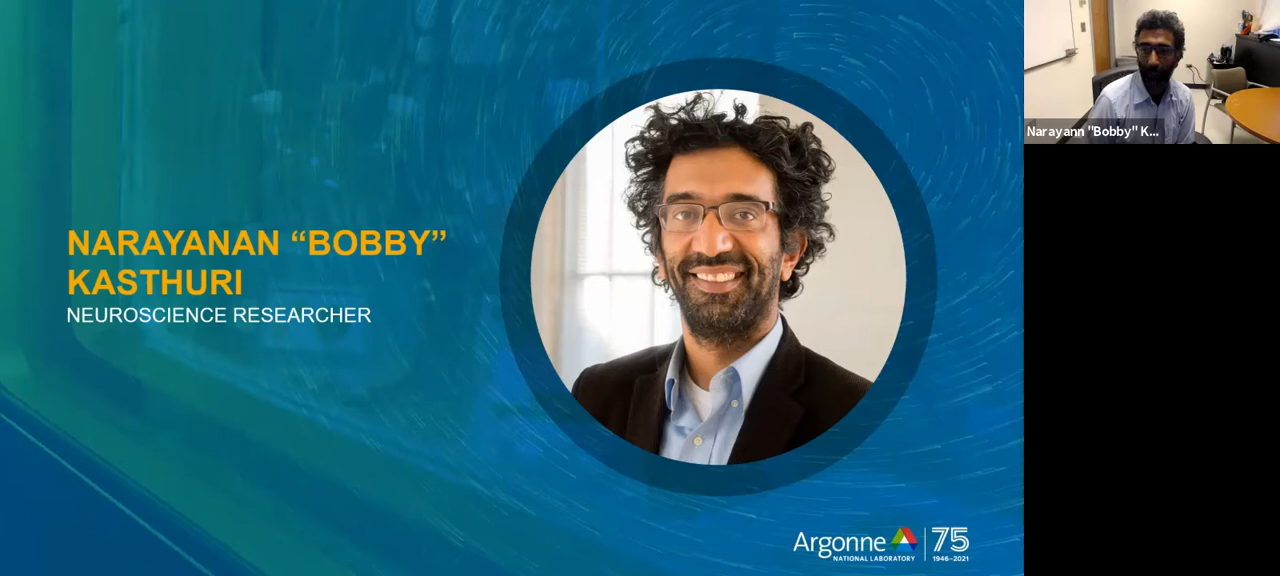 NARAYANAN “BOBBY”
KASTHURI
NEUROSCIENCE RESEARCHER
Argonne
NATIONAL LABORATORY
75
1946–2021
Narayann "Bobby" K...